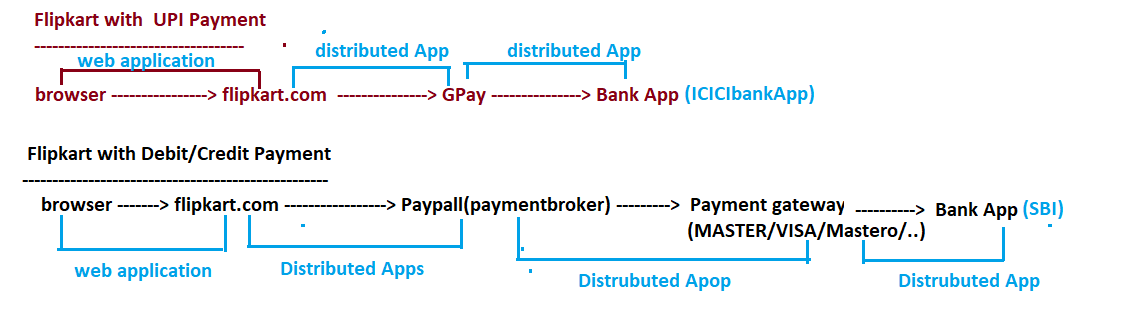 Flipkart with  UPI Payment
------------------------------------
web application distributed App distributed App
browser ----------------> flipkart.com  ---------------> GPay ---------------> Bank App (ICICIbankApp)
Flipkart with Debit/Credit Payment
----------------------------------------------------
browser -------> flipkart.com -----------------> Paypall(paymentbroker) ---------> Payment gateway ----------> Bank App (SBI)
(MASTER/VISA/Mastero/..)
web application Distributed Apps Distrubuted Apop Distrubuted App